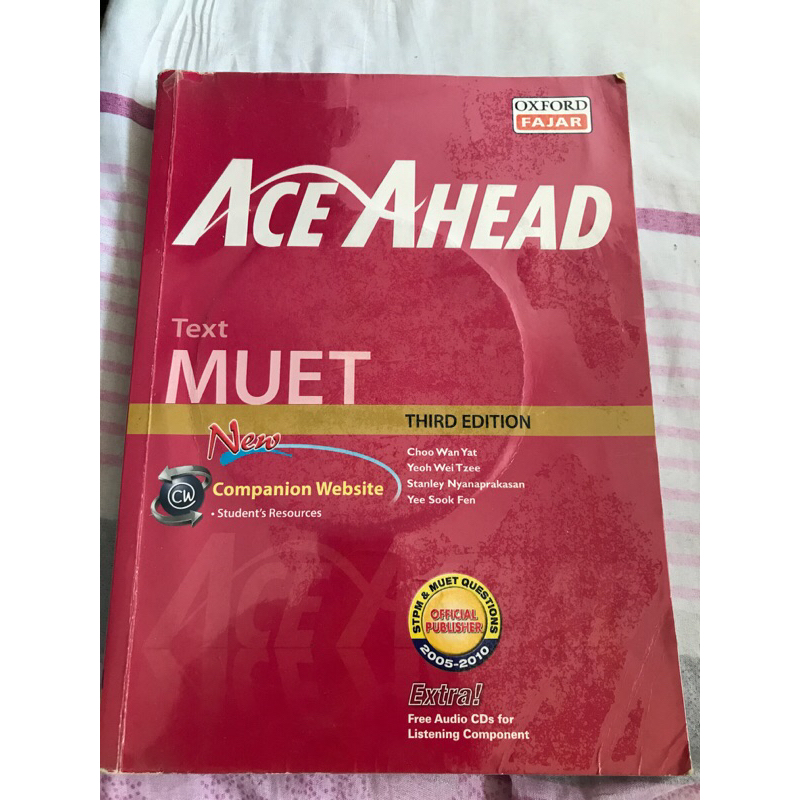 OXFORD
FAJAR
ACE AHEAD
Text
MUET
THIRD EDITION
New
CW
Companion Website
• Student's Resources
Choo Wan Yat
Yeoh Wei Tzee
Stanley Nyanaprakasan
Yee Sook Fen
ACE A
STPM & MUET QUESTIONS
OFFICIAL
PUBLISHER
2005-2010
Extra!
Free Audio CDs for
Listening Component